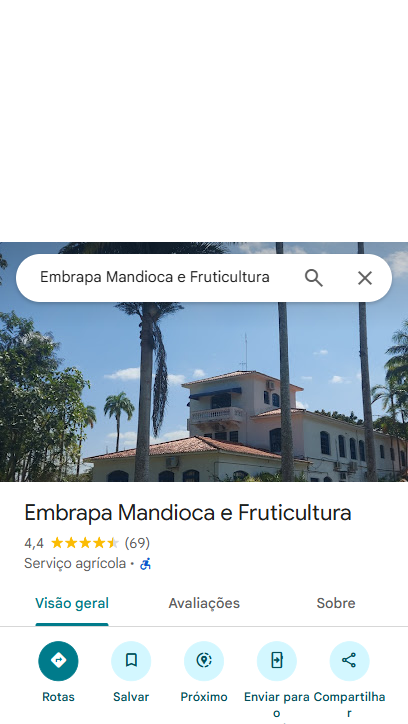 Embrapa Mandioca e Fruticultura
Embrapa Mandioca e Fruticultura
4,4 (69)
Serviço agrícola ·
Visão geral Avaliações Sobre
Rotas Salvar Próximo Enviar para o Compartilhar